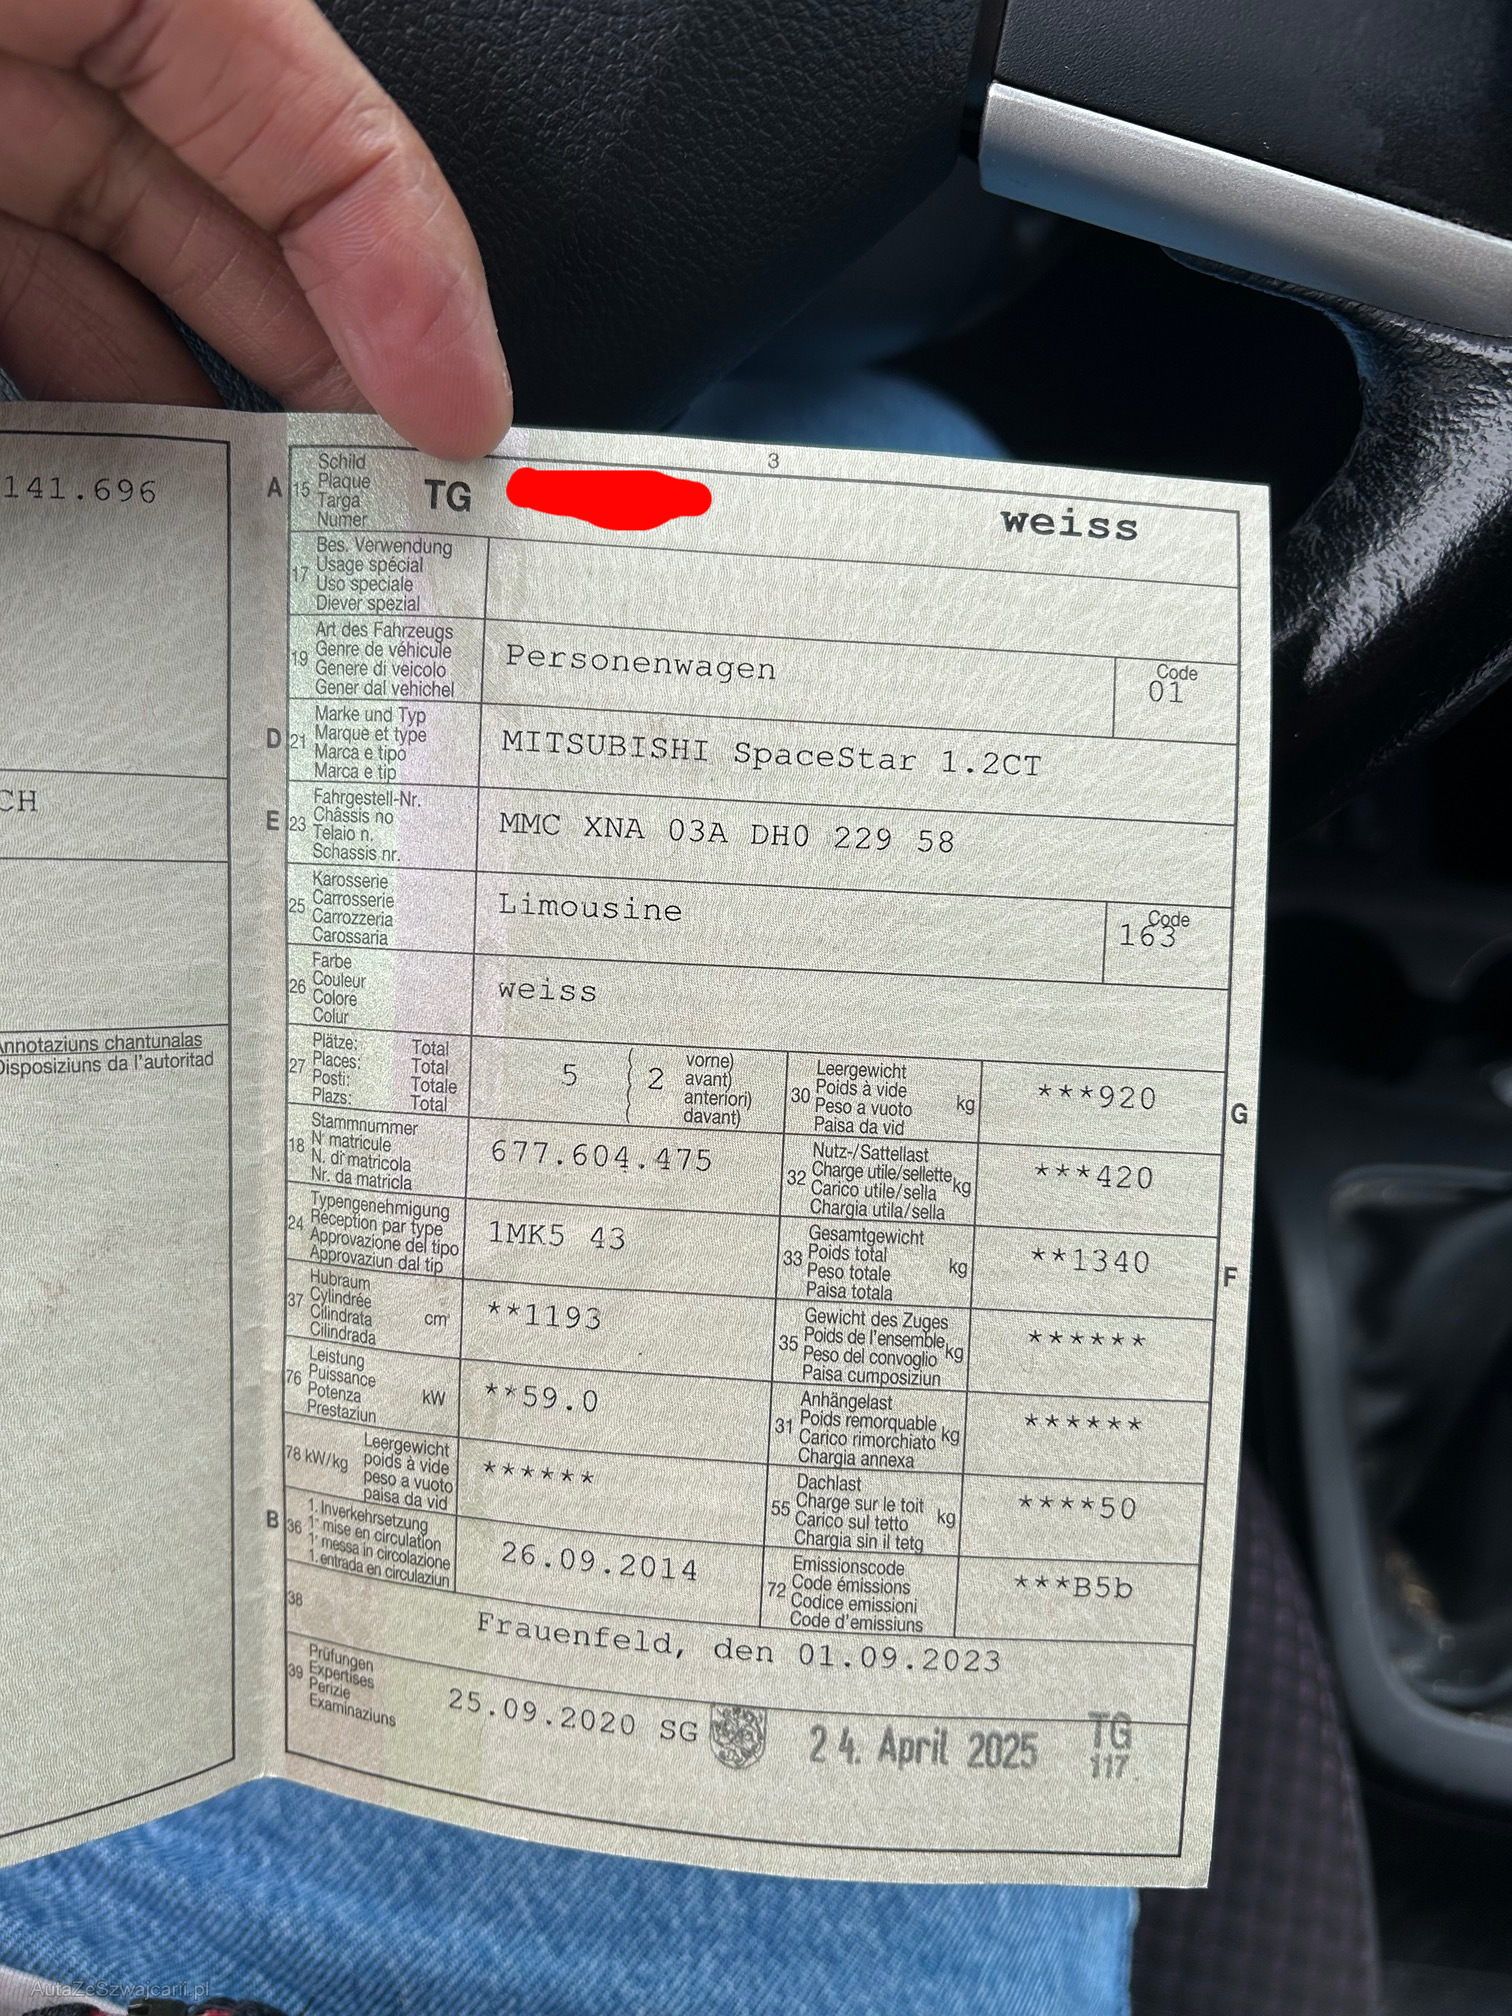 141.696
CH
Annotaziuns chantunalas
Disposiziuns da l'autoritad
3
A 15 Schild
Plaque
Targa
Numer
TG
weiss
17 Bes. Verwendung
Usage spécial
Uso speciale
Diever spezial
19 Art des Fahrzeugs
Genre de véhicule
Genere di veicolo
Gener dal vehichel
Personenwagen
Code
01
D 21 Marke und Typ
Marque et type
Marca e tipo
Marca e tip
MITSUBISHI SpaceStar 1.2CT
E 23 Fahrgestell-Nr.
Châssis no
Telaio n.
Schassis nr.
MMC XNA 03A DH0 229 58
25 Karosserie
Carrosserie
Carrozzeria
Carossaria
Limousine
Code
163
26 Farbe
Couleur
Colore
Colur
weiss
27 Plätze: Total
Places: Total
Posti: Totale
Plazs: Total
5 ( 2 vorne)
avant)
anteriori)
davant)
30 Leergewicht
Poids à vide
Peso a vuoto kg
Paisa da vid
***920
G
18 Stammnummer
N° matricule
N. di matricola
Nr. da matricla
677.604.475
32 Nutz-/Sattellast
Charge utile/sellette kg
Carico utile/sella
Chargia utila/sella
***420
24 Typengenehmigung
Réception par type
Approvazione del tipo
Approvaziun dal tip
1MK5 43
33 Gesamtgewicht
Poids total kg
Peso totale
Paisa totala
**1340
F
37 Hubraum
Cylindrée
Cilindrata cm³
Cilindrada
**1193
35 Gewicht des Zuges
Poids de l'ensemble kg
Peso del convoglio
Paisa cumposiziun
******
76 Leistung
Puissance
Potenza kW
Prestaziun
**59.0
31 Anhängelast
Poids remorquable kg
Carico rimorchiato
Chargia annexa
******
78 kW/kg Leergewicht
poids à vide
peso a vuoto
paisa da vid
******
55 Dachlast
Charge sur le toit kg
Carico sul tetto
Chargia sin il tetg
****50
B 36 1. Inverkehrsetzung
1re mise en circulation
1a messa in circolazione
1. entrada en circulaziun
26.09.2014
72 Emissionscode
Code émissions
Codice emissioni
Code d'emissiuns
***B5b
38
Frauenfeld, den 01.09.2023
39 Prüfungen
Expertises
Perizie
Examinaziuns
25.09.2020 SG
24. April 2025
TG
117
AutaZeSzwajcarii.pl